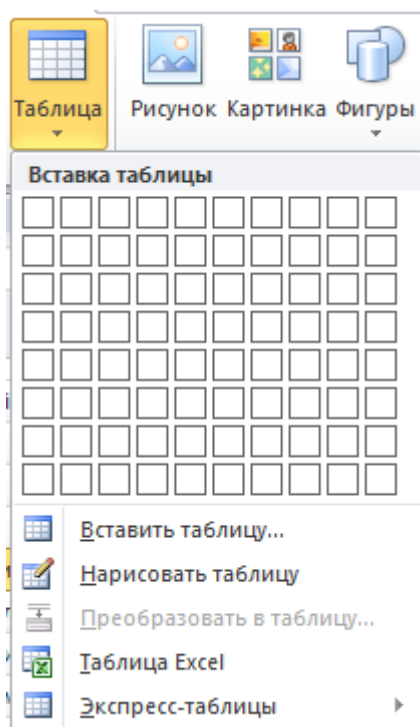 Таблица Рисунок Картинка Фигуры
Вставка таблицы
Вставить таблицу...
Нарисовать таблицу
Преобразовать в таблицу...
Таблица Excel
Экспресс-таблицы